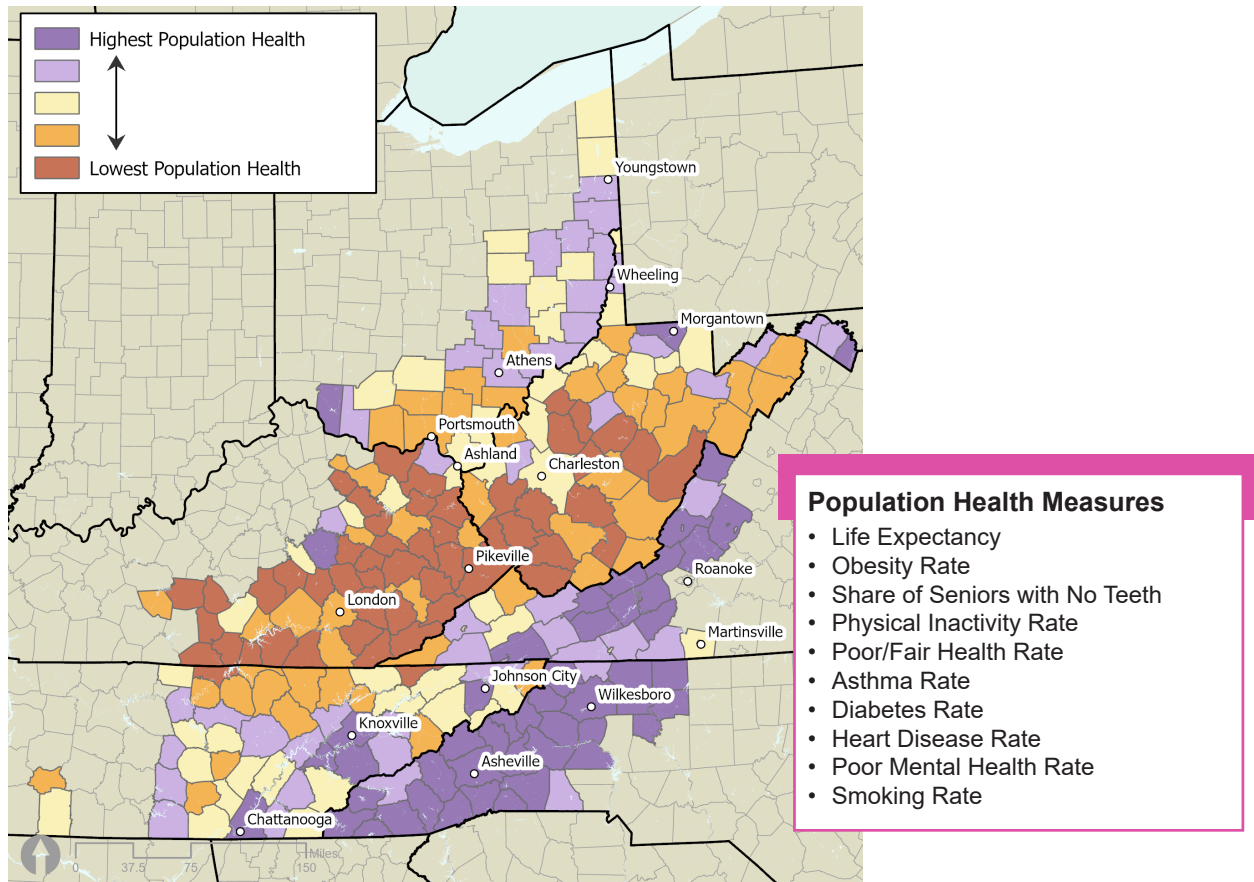 Highest Population Health
Lowest Population Health
Youngstown
Wheeling
Morgantown
Athens
Portsmouth
Ashland
Charleston
Pikeville
London
Roanoke
Martinsville
Johnson City
Wilkesboro
Knoxville
Asheville
Chattanooga
Miles
0 37.5 75 150
Population Health Measures
• Life Expectancy
• Obesity Rate
• Share of Seniors with No Teeth
• Physical Inactivity Rate
• Poor/Fair Health Rate
• Asthma Rate
• Diabetes Rate
• Heart Disease Rate
• Poor Mental Health Rate
• Smoking Rate